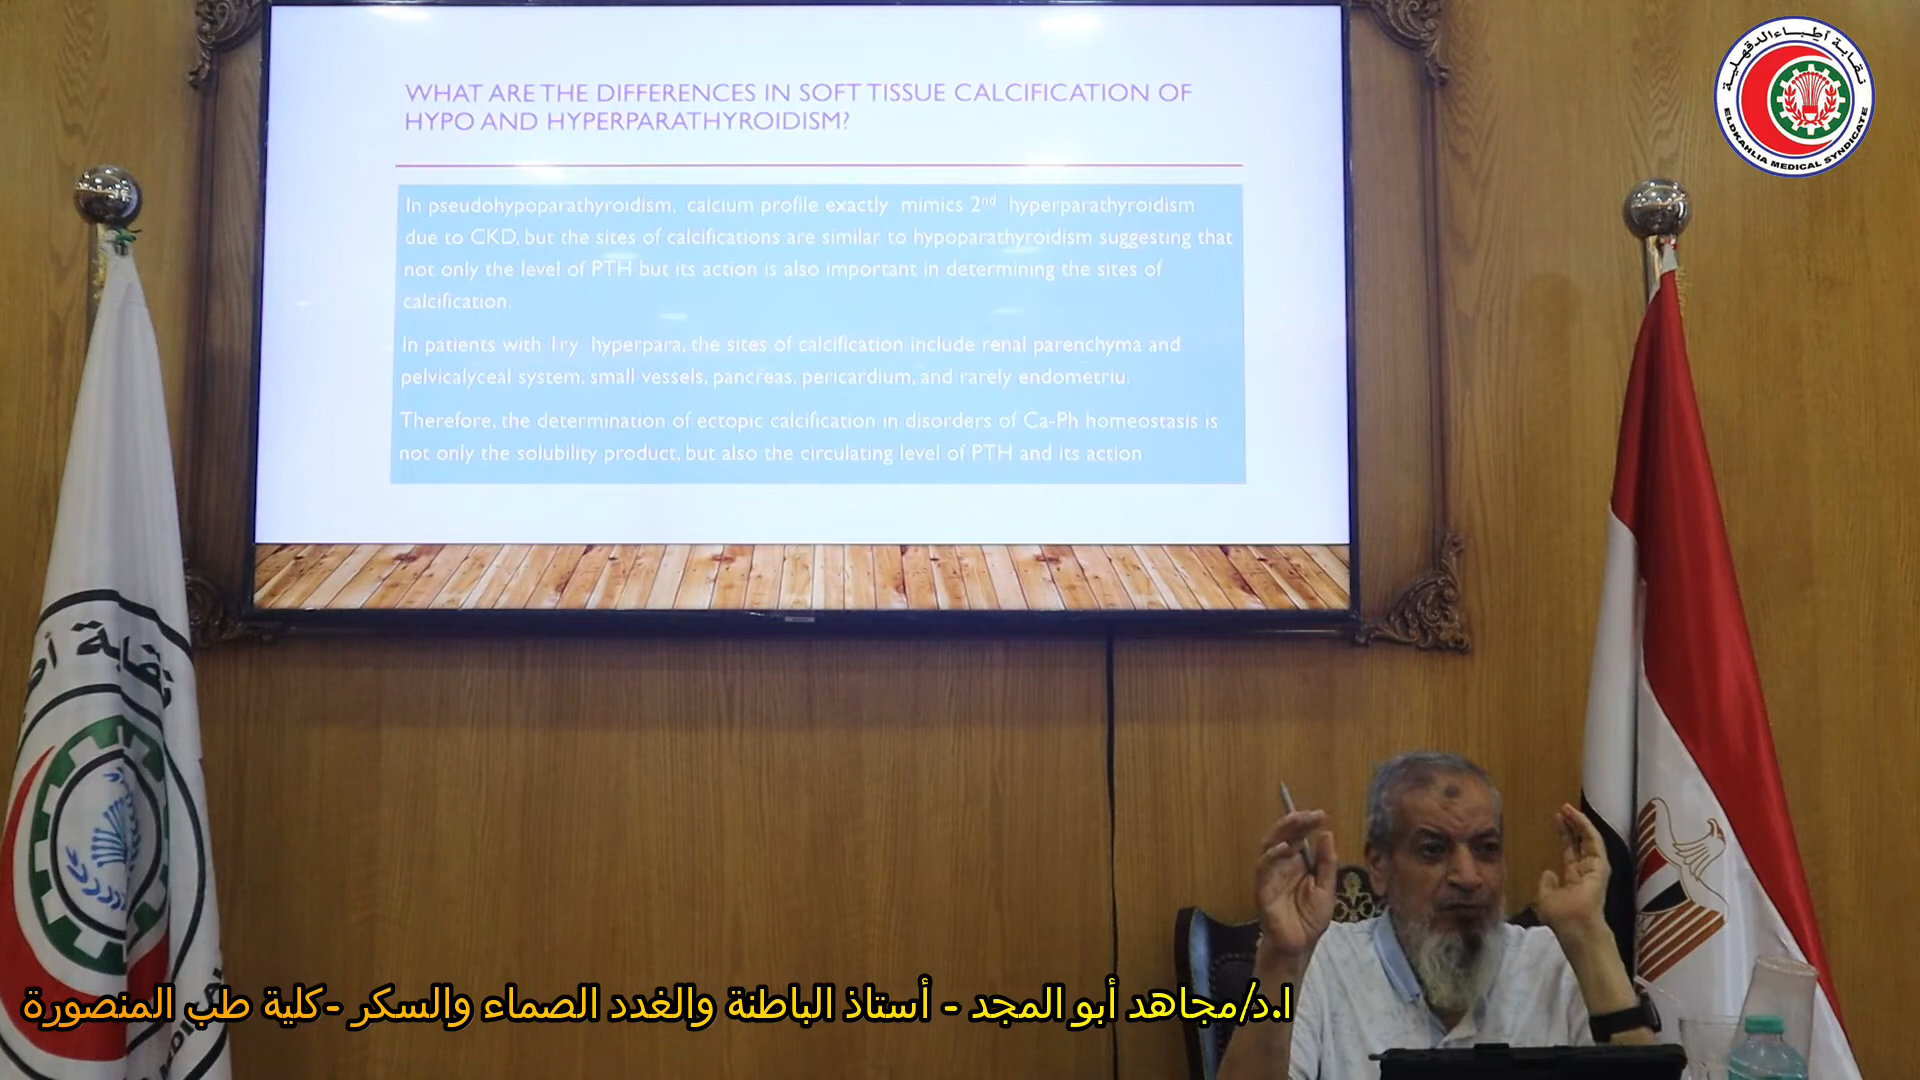 WHAT ARE THE DIFFERENCES IN SOFT TISSUE CALCIFICATION OF
HYPO AND HYPERPARATHYROIDISM?
In pseudohypoparathyroidism, calcium profile exactly mimics 2nd hyperparathyroidism
due to CKD, but the sites of calcifications are similar to hypoparathyroidism suggesting that
not only the level of PTH but its action is also important in determining the sites of
calcification.
In patients with 1ry hyperpara, the sites of calcification include renal parenchyma and
pelvicalyceal system, small vessels, pancreas, pericardium, and rarely endometriu.
Therefore, the determination of ectopic calcification in disorders of Ca-Ph homeostasis is
not only the solubility product, but also the circulating level of PTH and its action
نقابة أطباء الدقهلية
ELDKAHLIA MEDICAL SYNDICATE
نقابة
ا.د/مجاهد أبو المجد - أستاذ الباطنة والغدد الصماء والسكر -كلية طب المنصورة